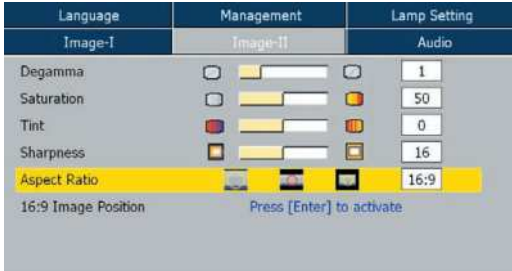 Language Management Lamp Setting
Image-I Image-II Audio
Degamma 1
Saturation 50
Tint 0
Sharpness 16
Aspect Ratio 16:9
16:9 Image Position Press [Enter] to activate